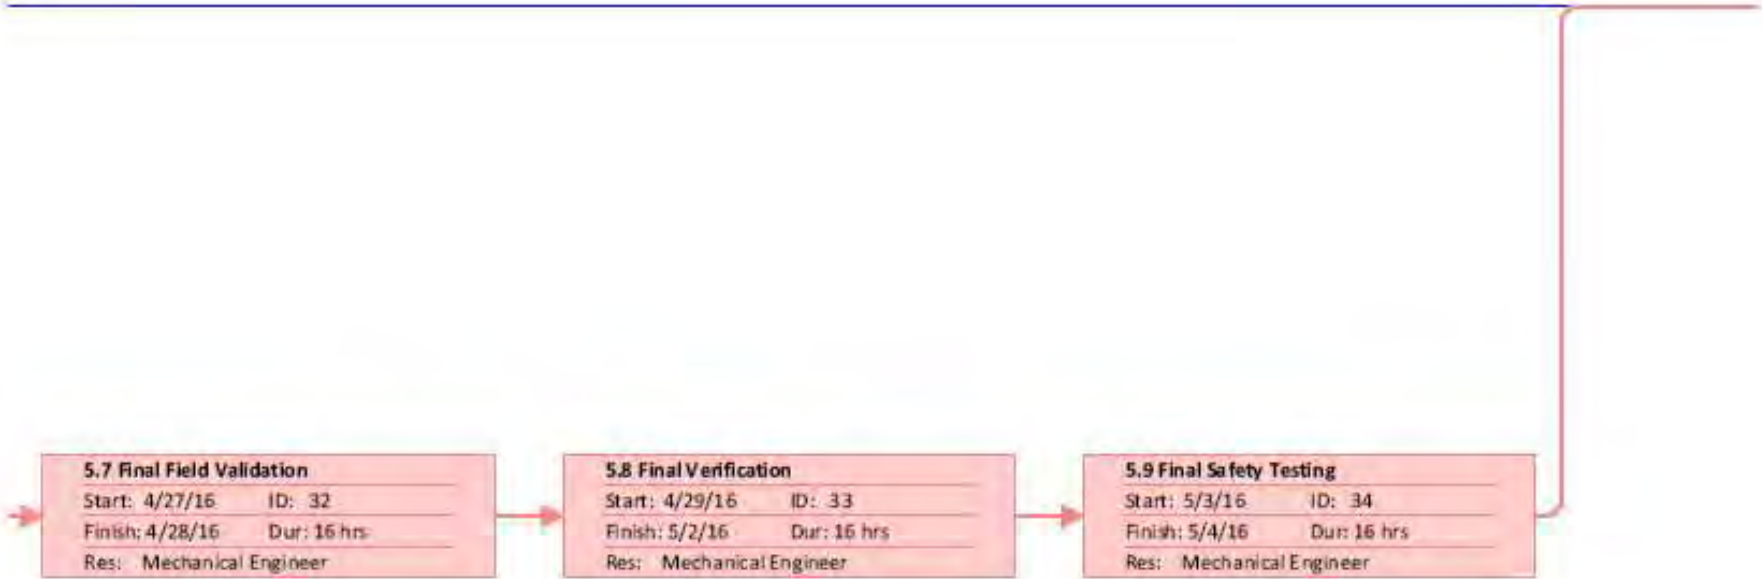 5.7 Final Field Validation
Start: 4/27/16 ID: 32
Finish: 4/28/16 Dur: 16 hrs
Res: Mechanical Engineer
5.8 Final Verification
Start: 4/29/16 ID: 33
Finish: 5/2/16 Dur: 16 hrs
Res: Mechanical Engineer
5.9 Final Safety Testing
Start: 5/3/16 ID: 34
Finish: 5/4/16 Dur: 16 hrs
Res: Mechanical Engineer